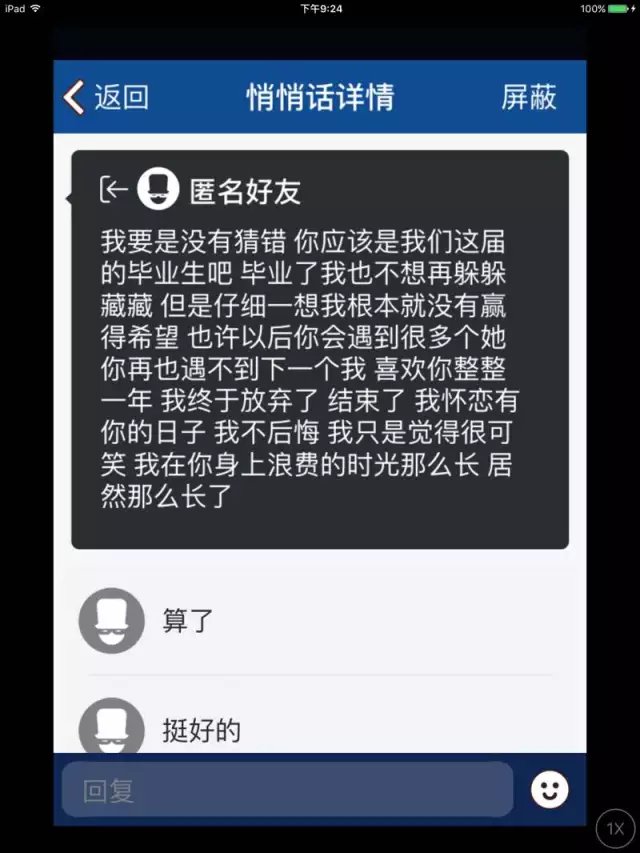 iPad 下午9:24 100%
返回 悄悄话详情 屏蔽
匿名好友
我要是没有猜错 你应该是我们这届
的毕业生吧 毕业了我也不想再躲躲
藏藏 但是仔细一想我根本就没有赢
得希望 也许以后你会遇到很多个她
你再也遇不到下一个我 喜欢你整整
一年 我终于放弃了 结束了 我怀恋有
你的日子 我不后悔 我只是觉得很可
笑 我在你身上浪费的时光那么长 居
然那么长了
算了
挺好的
回复
1X